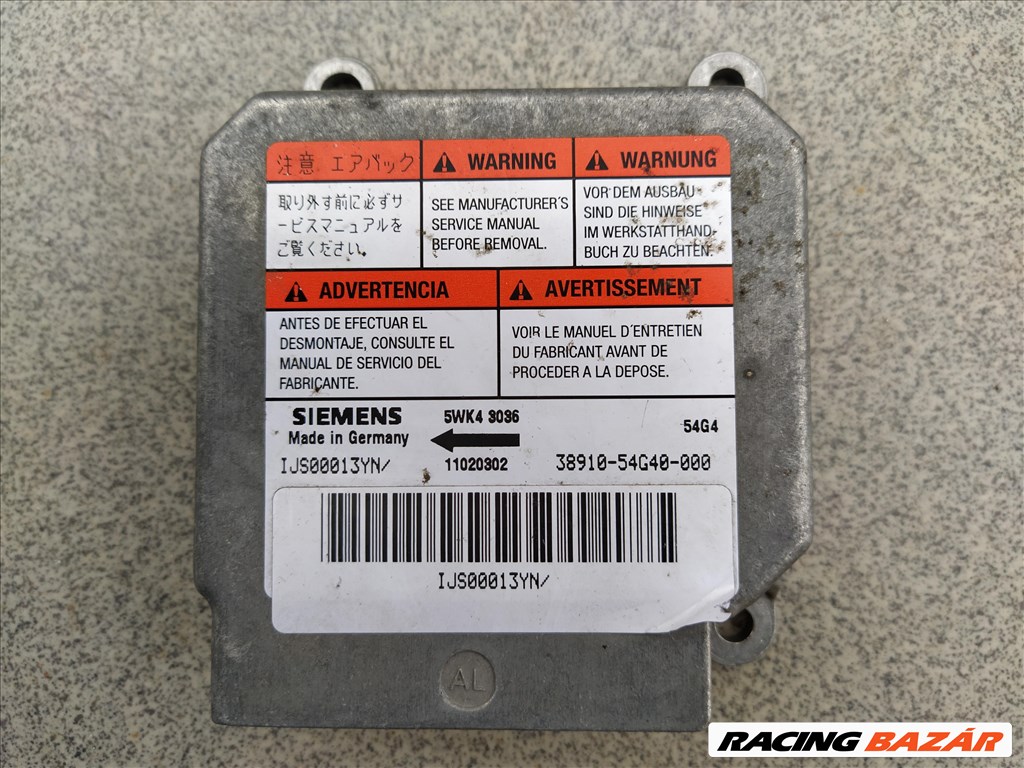 注意 エアバック
取り外す前に必ずサ
ービスマニュアルを
ご覧ください。
WARNING
SEE MANUFACTURER'S
SERVICE MANUAL
BEFORE REMOVAL.
WARNUNG
VOR DEM AUSBAU
SIND DIE HINWEISE
IM WERKSTATTHAND-
BUCH ZU BEACHTEN.
ADVERTENCIA
ANTES DE EFECTUAR EL
DESMONTAJE, CONSULTE EL
MANUAL DE SERVICIO DEL
FABRICANTE.
AVERTISSEMENT
VOIR LE MANUEL D'ENTRETIEN
DU FABRICANT AVANT DE
PROCEDER A LA DEPOSE.
SIEMENS 5WK4 3036 54G4
Made in Germany
IJS00013YN/ 11020302 38910-54G40-000
IJS00013YN/
AL
RACING BAZÁR